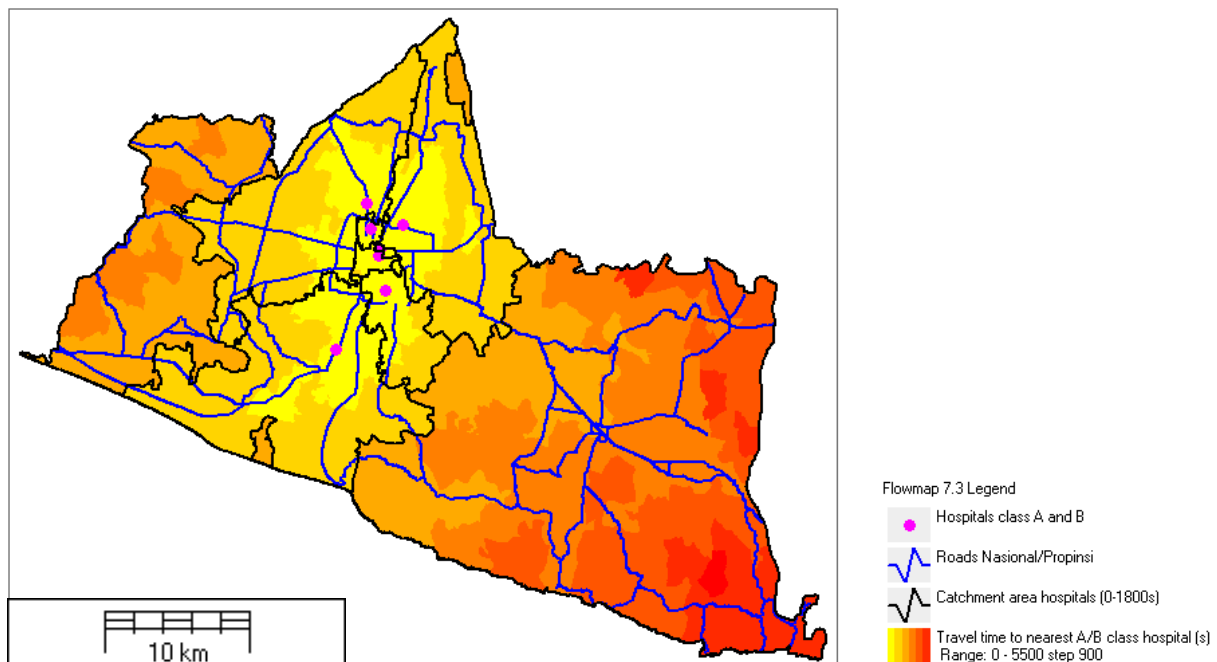 10 km
Flowmap 7.3 Legend
Hospitals class A and B
Roads Nasional/Propinsi
Catchment area hospitals (0-1800s)
Travel time to nearest A/B class hospital (s)
Range: 0 - 5500 step 900